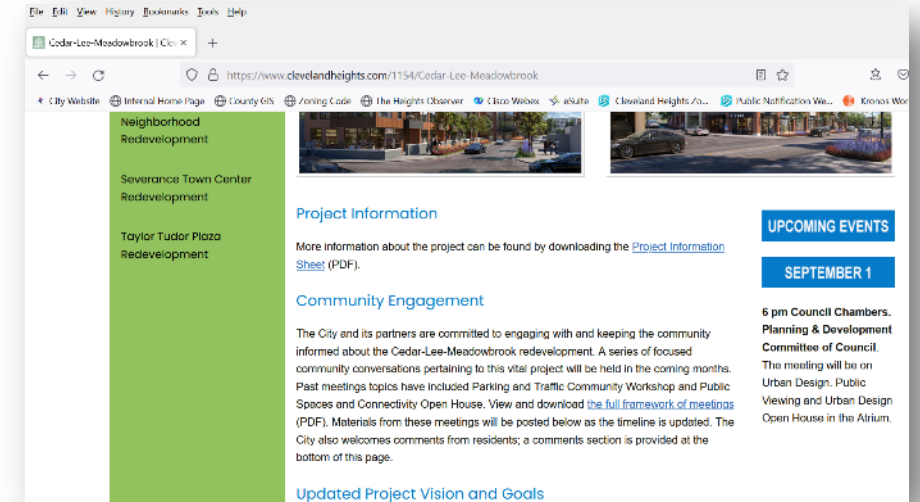 File Edit View History Bookmarks Tools Help
Cedar-Lee-Meadowbrook | Clev ×
https://www.clevelandheights.com/1154/Cedar-Lee-Meadowbrook
City Website Internal Home Page County GIS Zoning Code The Heights Observer Cisco Webex eSuite Cleveland Heights Zo... Public Notification We... Kronos Wor
Neighborhood
Redevelopment
Severance Town Center
Redevelopment
Taylor Tudor Plaza
Redevelopment
Project Information
More information about the project can be found by downloading the Project Information
Sheet (PDF).
Community Engagement
The City and its partners are committed to engaging with and keeping the community
informed about the Cedar-Lee-Meadowbrook redevelopment. A series of focused
community conversations pertaining to this vital project will be held in the coming months.
Past meetings topics have included Parking and Traffic Community Workshop and Public
Spaces and Connectivity Open House. View and download the full framework of meetings
(PDF). Materials from these meetings will be posted below as the timeline is updated. The
City also welcomes comments from residents; a comments section is provided at the
bottom of this page.
Updated Project Vision and Goals
UPCOMING EVENTS
SEPTEMBER 1
6 pm Council Chambers.
Planning & Development
Committee of Council.
The meeting will be on
Urban Design. Public
Viewing and Urban Design
Open House in the Atrium.